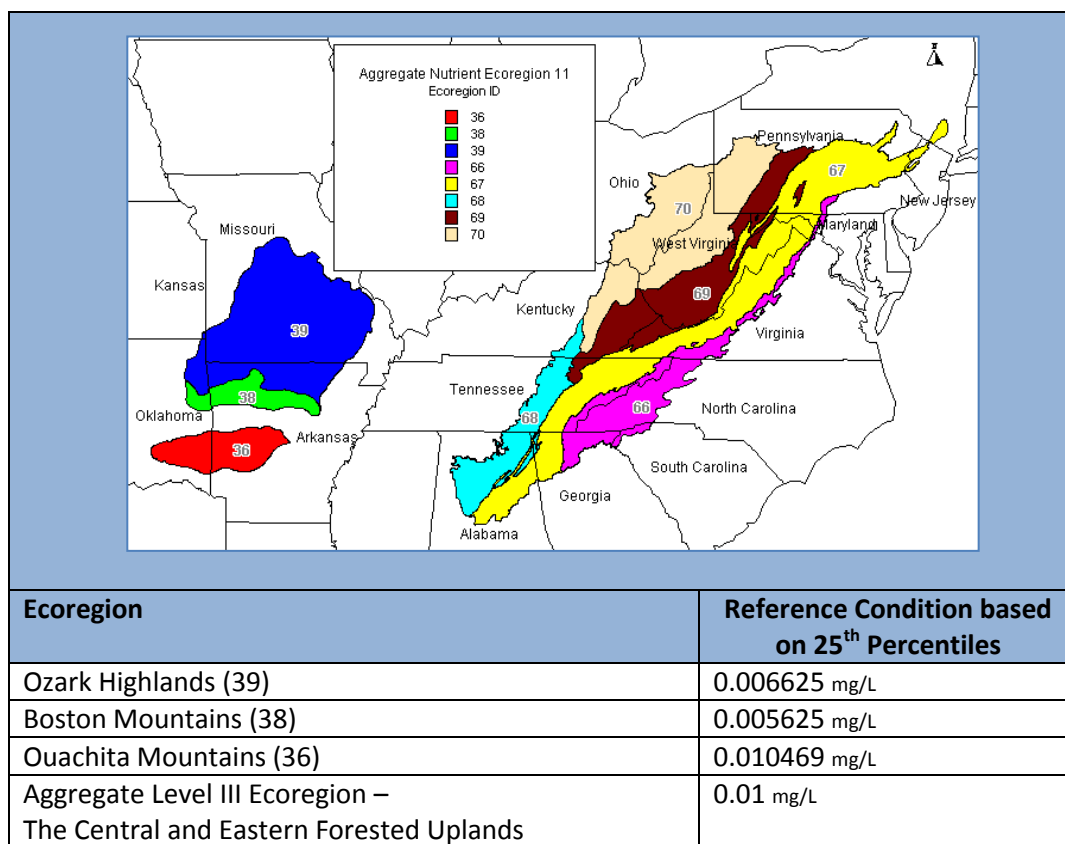 Aggregate Nutrient Ecoregion 11
Ecoregion ID
36
38
39
66
67
68
69
70
Pennsylvania
67
Ohio
New Jersey
70
Maryland
West Virginia
Missouri
Kansas
69
Kentucky
39
Virginia
Tennessee
38
66
North Carolina
Oklahoma
68
Arkansas
36
South Carolina
Georgia
Alabama
Ecoregion
Reference Condition based
on 25th Percentiles
Ozark Highlands (39)
0.006625 mg/L
Boston Mountains (38)
0.005625 mg/L
Ouachita Mountains (36)
0.010469 mg/L
Aggregate Level III Ecoregion –
The Central and Eastern Forested Uplands
0.01 mg/L